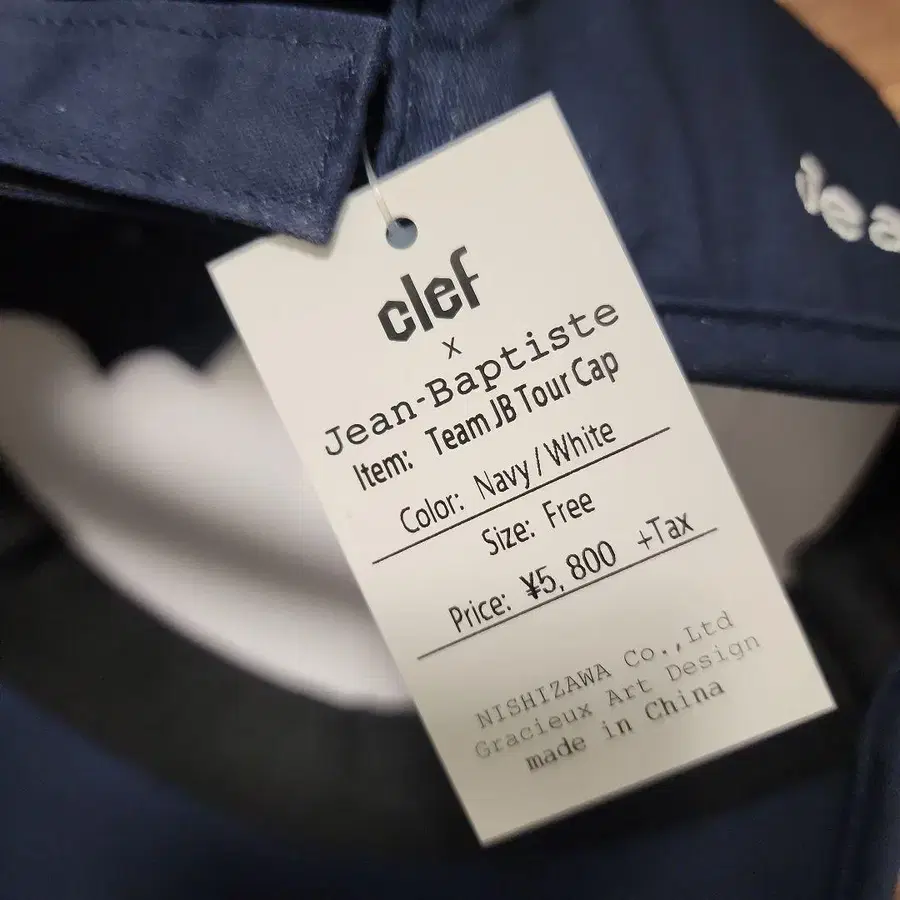 clef
x
Jean-Baptiste
Item: Team JB Tour Cap
Color: Navy / White
Size: Free
Price: ¥5,800 +Tax
NISHIZAWA Co.,Ltd
Gracieux Art Design
made in China
Jea